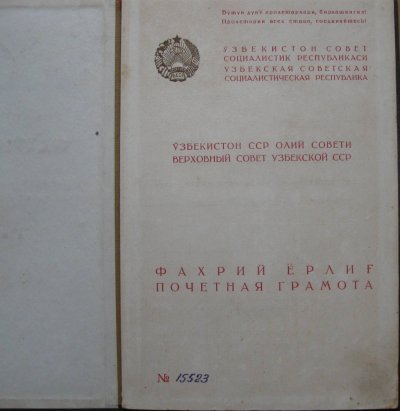 Бутун дунё пролетарлари, бирлашингиз!
Пролетарии всех стран, соединяйтесь!
ЎЗБЕКИСТОН СОВЕТ
СОЦИАЛИСТИК РЕСПУБЛИКАСИ
УЗБЕКСКАЯ СОВЕТСКАЯ
СОЦИАЛИСТИЧЕСКАЯ РЕСПУБЛИКА
ЎЗБЕКИСТОН ССР ОЛИЙ СОВЕТИ
ВЕРХОВНЫЙ СОВЕТ УЗБЕКСКОЙ ССР
ФАХРИЙ ЁРЛИҒ
ПОЧЕТНАЯ ГРАМОТА
№ 15523